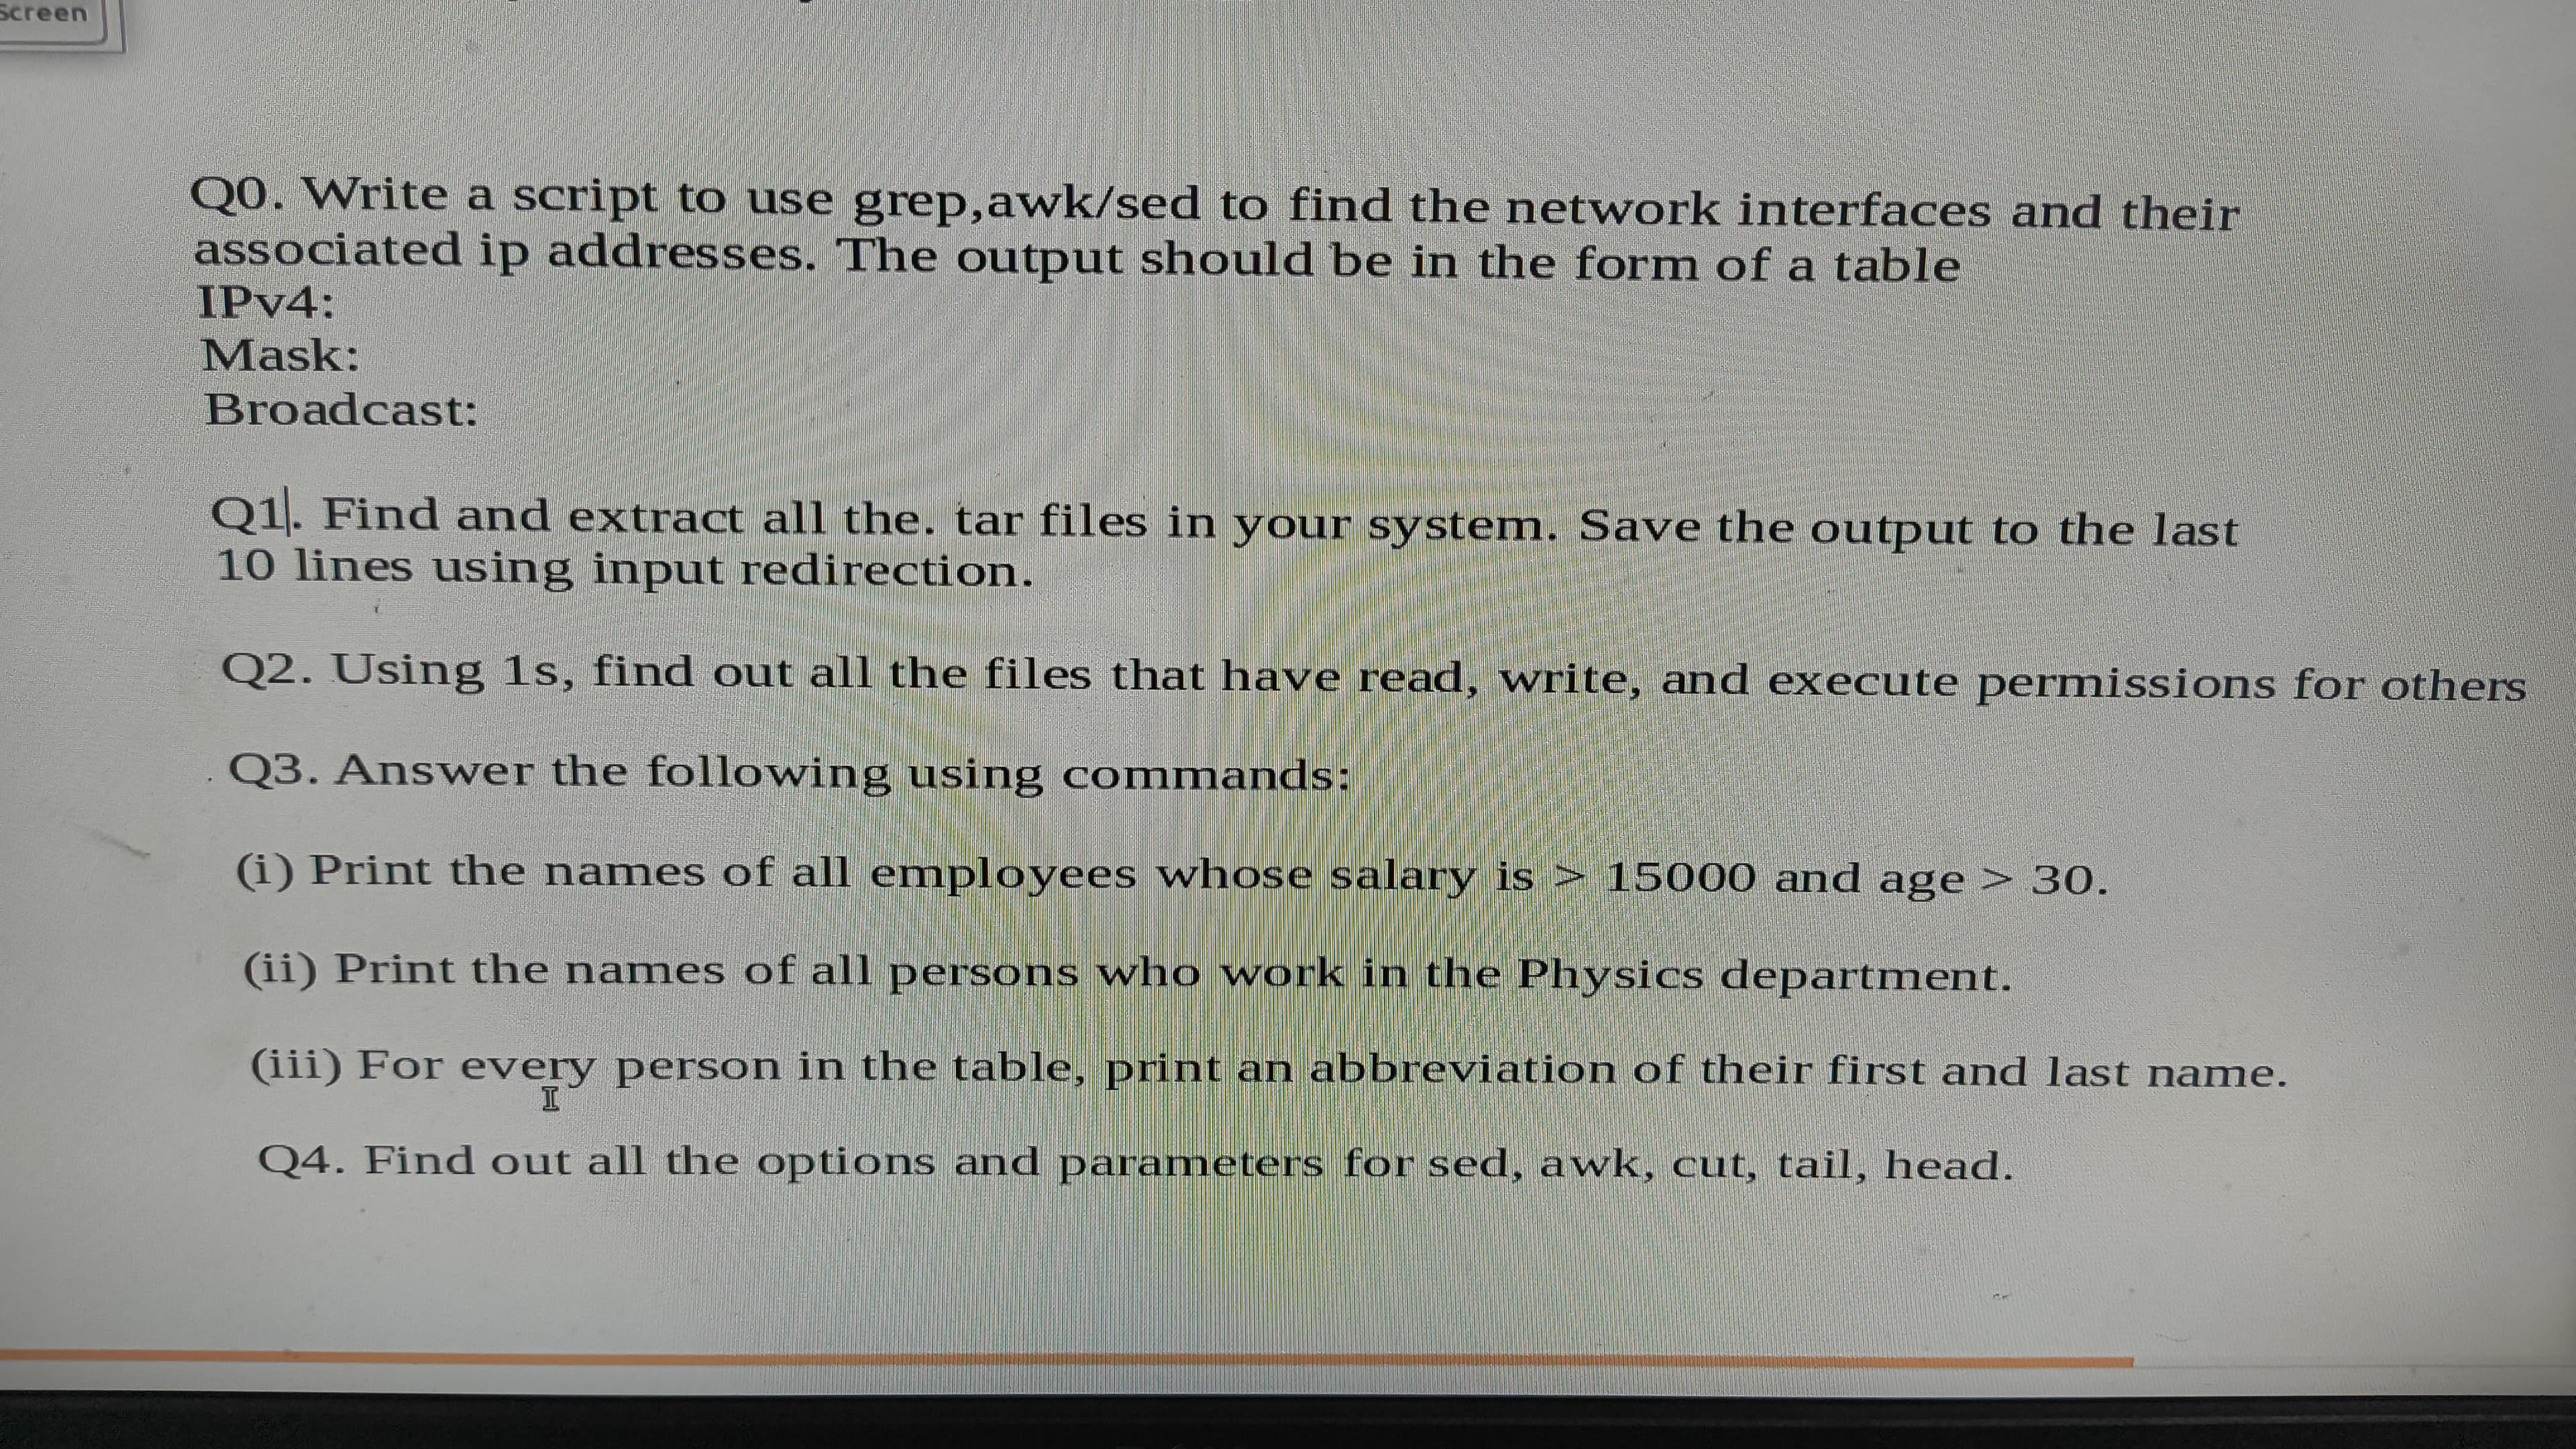 Screen
Q0. Write a script to use grep,awk/sed to find the network interfaces and their
associated ip addresses. The output should be in the form of a table
IPv4:
Mask:
Broadcast:
Q1. Find and extract all the. tar files in your system. Save the output to the last
10 lines using input redirection.
Q2. Using 1s, find out all the files that have read, write, and execute permissions for others
. Q3. Answer the following using commands:
(i) Print the names of all employees whose salary is > 15000 and age > 30.
(ii) Print the names of all persons who work in the Physics department.
(iii) For every person in the table, print an abbreviation of their first and last name.
Q4. Find out all the options and parameters for sed, awk, cut, tail, head.